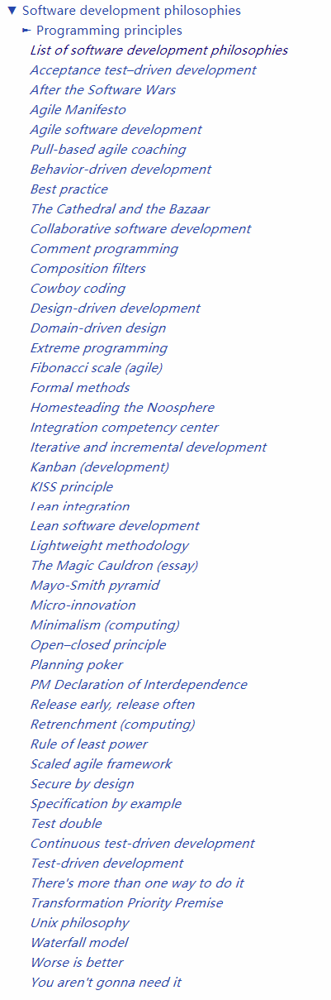 ▼ Software development philosophies
► Programming principles
List of software development philosophies
Acceptance test–driven development
After the Software Wars
Agile Manifesto
Agile software development
Pull-based agile coaching
Behavior-driven development
Best practice
The Cathedral and the Bazaar
Collaborative software development
Comment programming
Composition filters
Cowboy coding
Design-driven development
Domain-driven design
Extreme programming
Fibonacci scale (agile)
Formal methods
Homesteading the Noosphere
Integration competency center
Iterative and incremental development
Kanban (development)
KISS principle
Lean integration
Lean software development
Lightweight methodology
The Magic Cauldron (essay)
Mayo-Smith pyramid
Micro-innovation
Minimalism (computing)
Open–closed principle
Planning poker
PM Declaration of Interdependence
Release early, release often
Retrenchment (computing)
Rule of least power
Scaled agile framework
Secure by design
Specification by example
Test double
Continuous test-driven development
Test-driven development
There's more than one way to do it
Transformation Priority Premise
Unix philosophy
Waterfall model
Worse is better
You aren't gonna need it